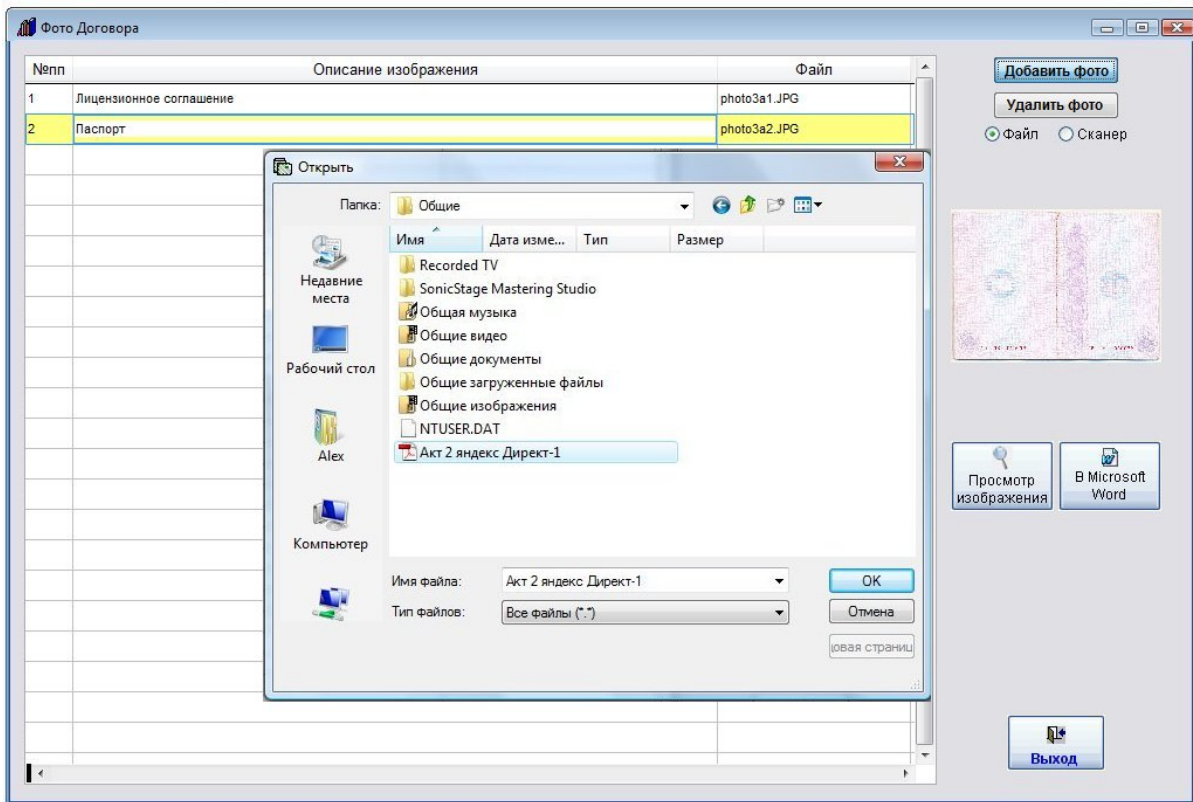 Фото Договора
№пп Описание изображения Файл
1 Лицензионное соглашение photo3a1.JPG
2 Паспорт photo3a2.JPG
Добавить фото
Удалить фото
Файл Сканер
Открыть
Папка: Общие
Имя Дата изме... Тип Размер
Recorded TV
SonicStage Mastering Studio
Общая музыка
Общие видео
Общие документы
Общие загруженные файлы
Общие изображения
NTUSER.DAT
Акт 2 яндекс Директ-1
Недавние
места
Рабочий стол
Alex
Компьютер
Имя файла: Акт 2 яндекс Директ-1
Тип файлов: Все файлы (*.*)
OK
Отмена
овая страниц
Просмотр
изображения
В Microsoft
Word
Выход